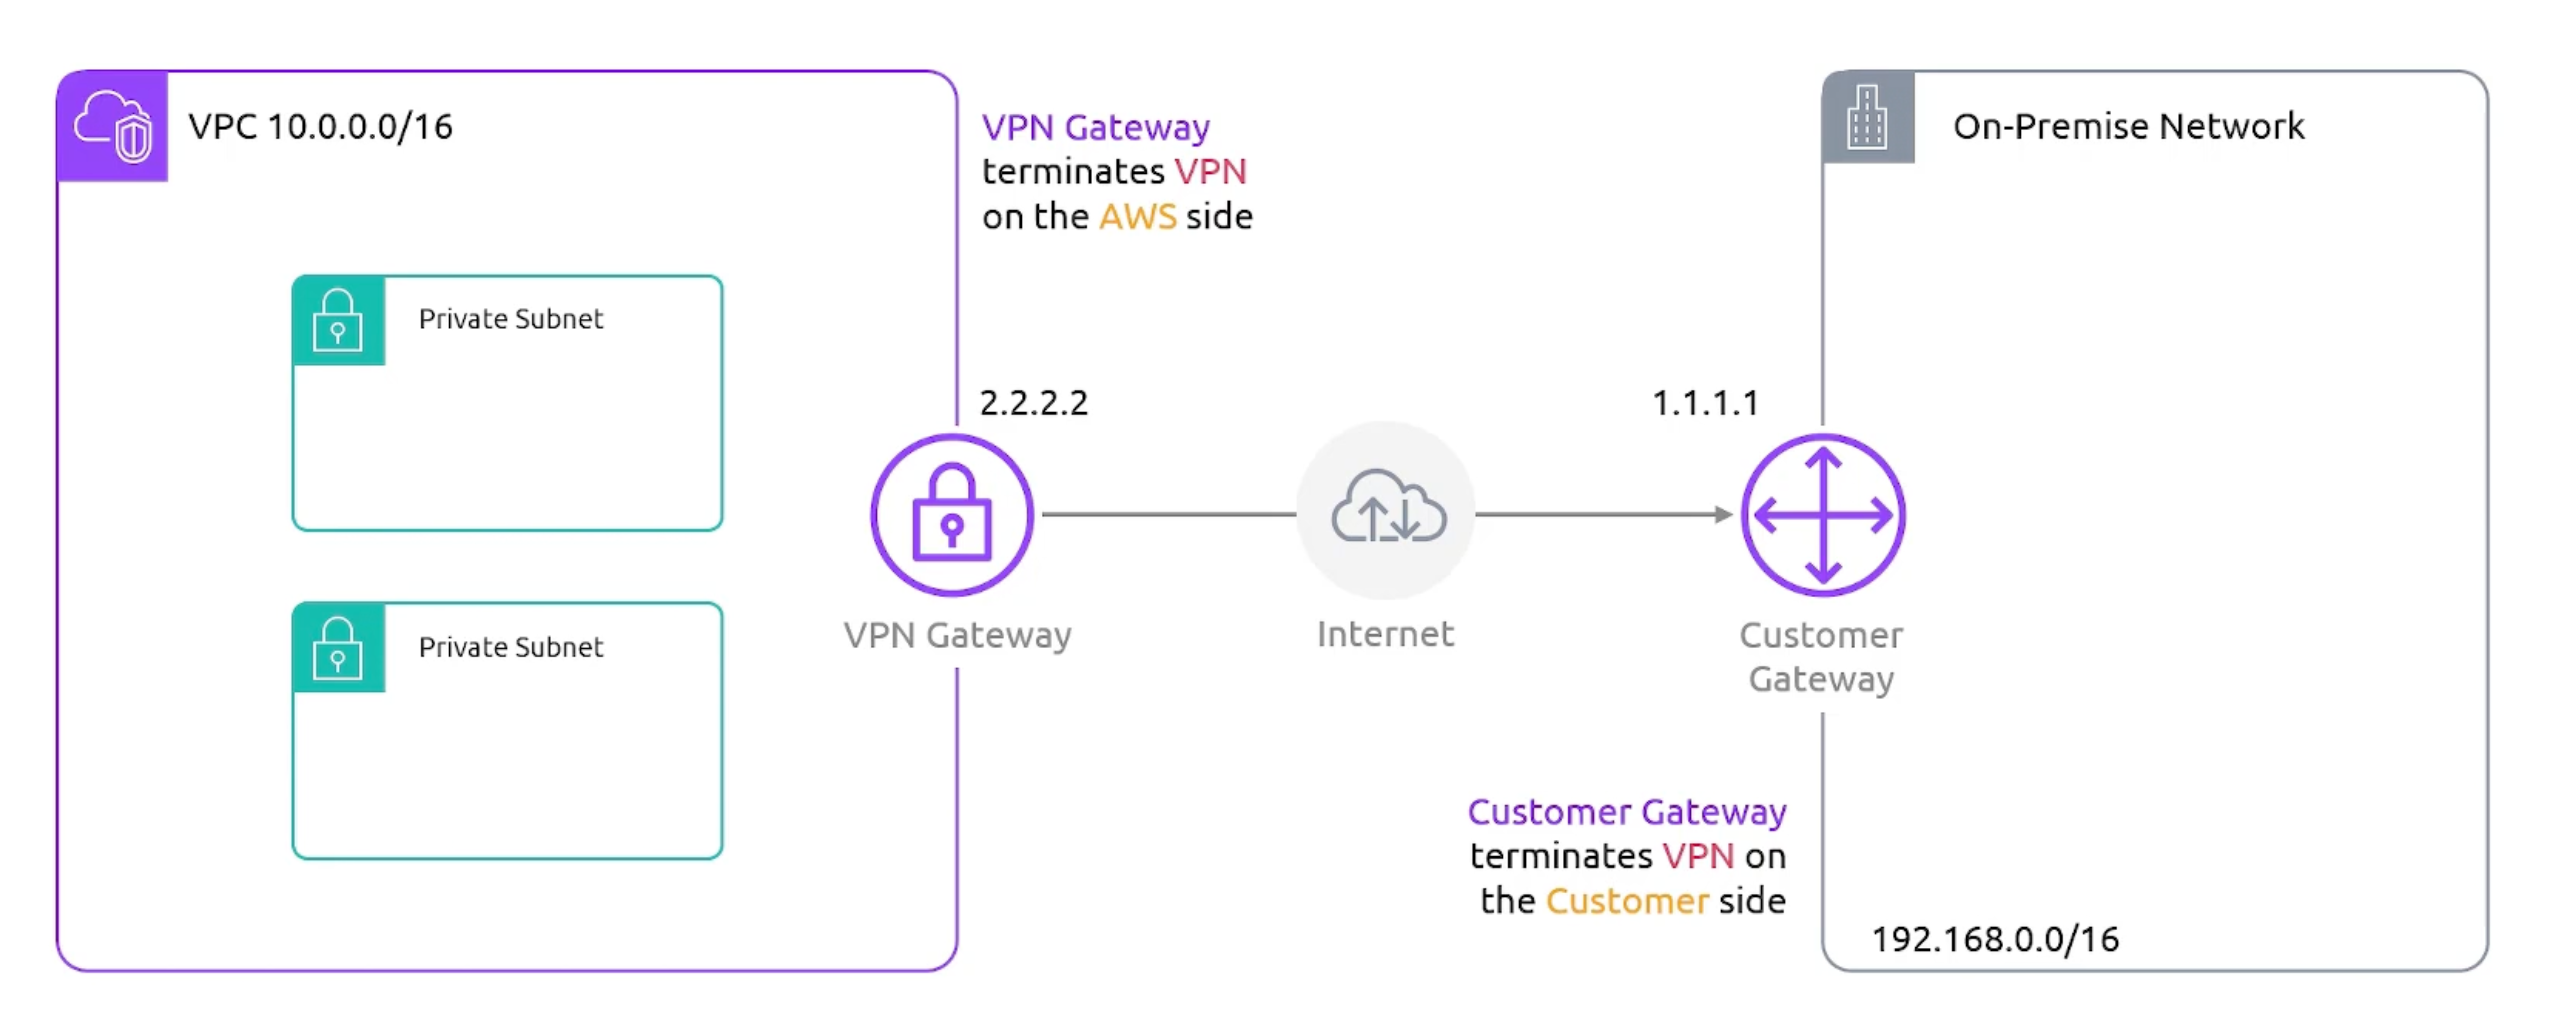 VPC 10.0.0.0/16
VPN Gateway
terminates VPN
on the AWS side
On-Premise Network
Private Subnet
2.2.2.2
1.1.1.1
VPN Gateway
Internet
Customer
Gateway
Private Subnet
Customer Gateway
terminates VPN on
the Customer side
192.168.0.0/16